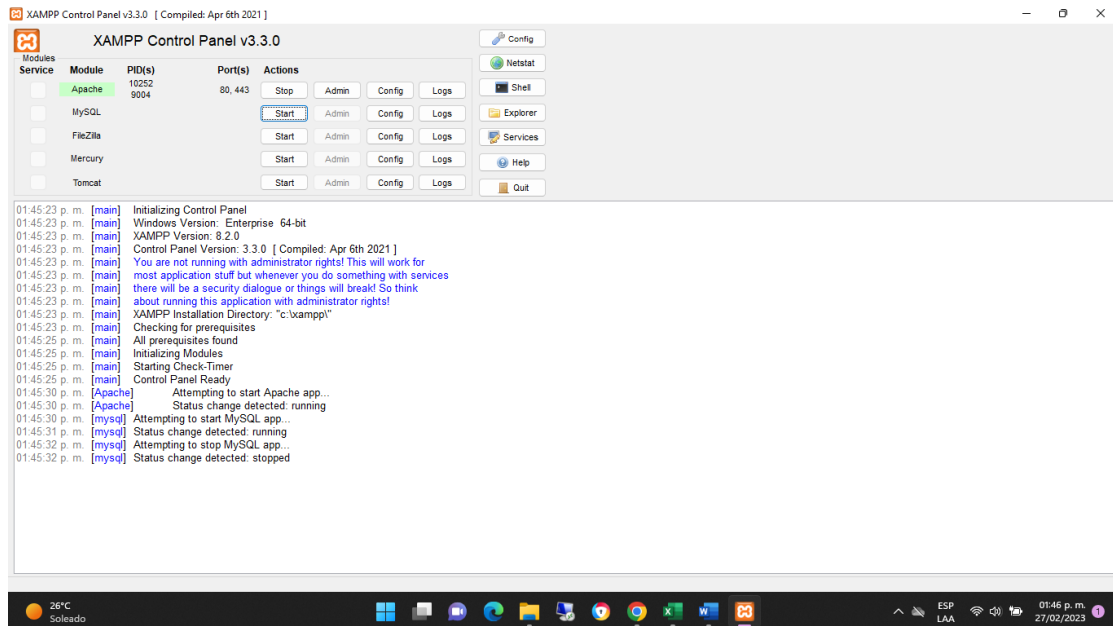 XAMPP Control Panel v3.3.0 [ Compiled: Apr 6th 2021 ]
XAMPP Control Panel v3.3.0
Config
Modules
Service Module PID(s) Port(s) Actions
Netstat
Apache 10252 9004 80, 443 Stop Admin Config Logs
Shell
MySQL Start Admin Config Logs
Explorer
FileZilla Start Admin Config Logs
Services
Mercury Start Admin Config Logs
Help
Tomcat Start Admin Config Logs
Quit
01:45:23 p. m. [main] Initializing Control Panel
01:45:23 p. m. [main] Windows Version: Enterprise 64-bit
01:45:23 p. m. [main] XAMPP Version: 8.2.0
01:45:23 p. m. [main] Control Panel Version: 3.3.0 [ Compiled: Apr 6th 2021 ]
01:45:23 p. m. [main] You are not running with administrator rights! This will work for
01:45:23 p. m. [main] most application stuff but whenever you do something with services
01:45:23 p. m. [main] there will be a security dialogue or things will break! So think
01:45:23 p. m. [main] about running this application with administrator rights!
01:45:23 p. m. [main] XAMPP Installation Directory: "c:\xampp\"
01:45:23 p. m. [main] Checking for prerequisites
01:45:25 p. m. [main] All prerequisites found
01:45:25 p. m. [main] Initializing Modules
01:45:25 p. m. [main] Starting Check-Timer
01:45:25 p. m. [main] Control Panel Ready
01:45:30 p. m. [Apache] Attempting to start Apache app...
01:45:30 p. m. [Apache] Status change detected: running
01:45:30 p. m. [mysql] Attempting to start MySQL app...
01:45:31 p. m. [mysql] Status change detected: running
01:45:32 p. m. [mysql] Attempting to stop MySQL app...
01:45:32 p. m. [mysql] Status change detected: stopped
26°C
Soleado
ESP
LAA
01:46 p. m.
27/02/2023
1